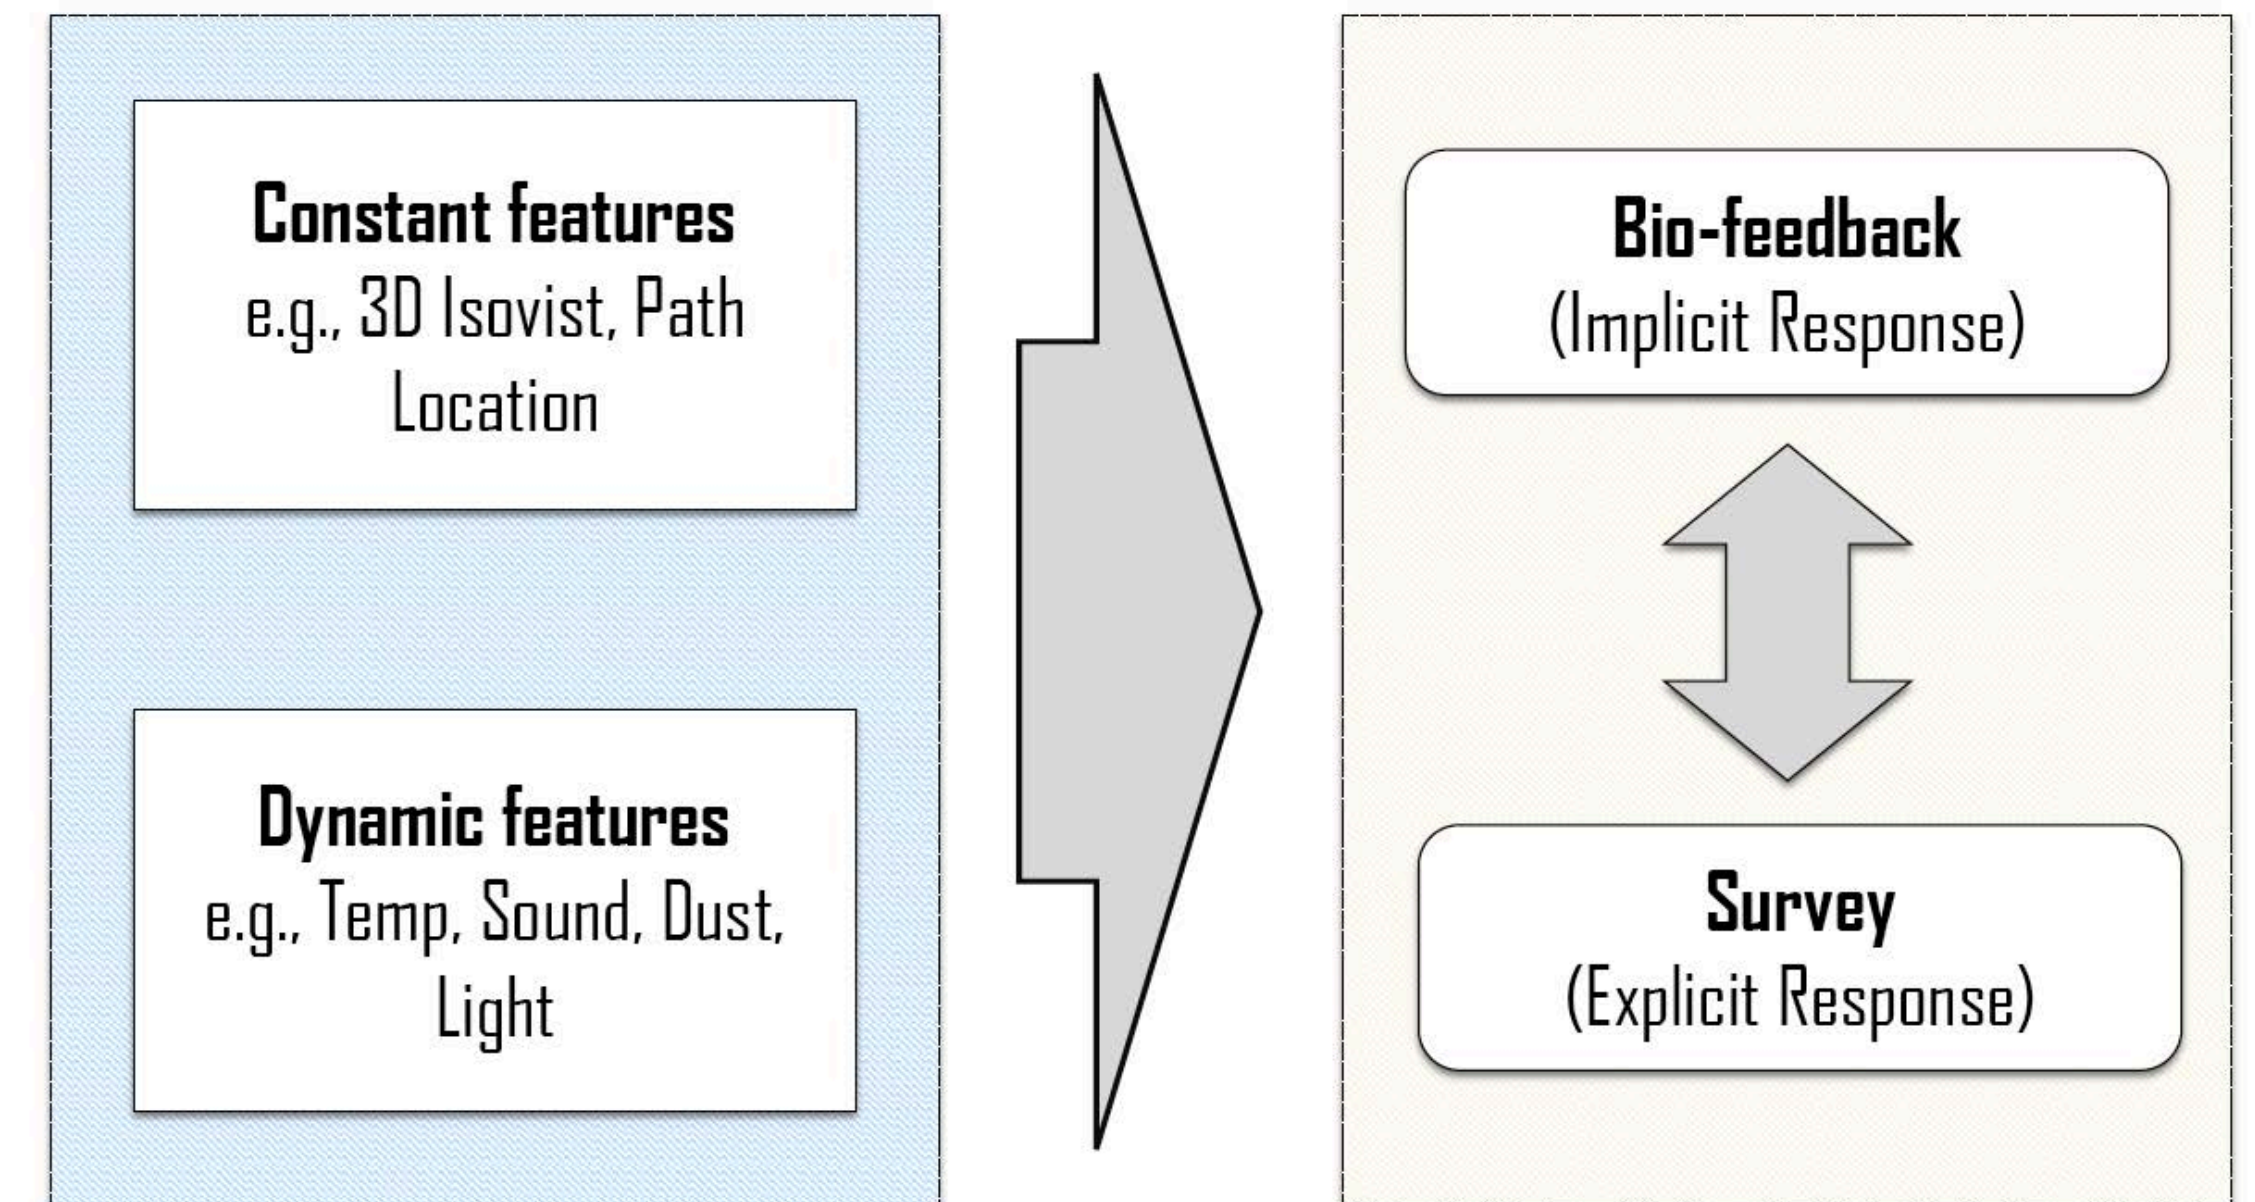 Constant features
e.g., 3D Isovist, Path
Location
Dynamic features
e.g., Temp, Sound, Dust,
Light
Bio-feedback
(Implicit Response)
Survey
(Explicit Response)